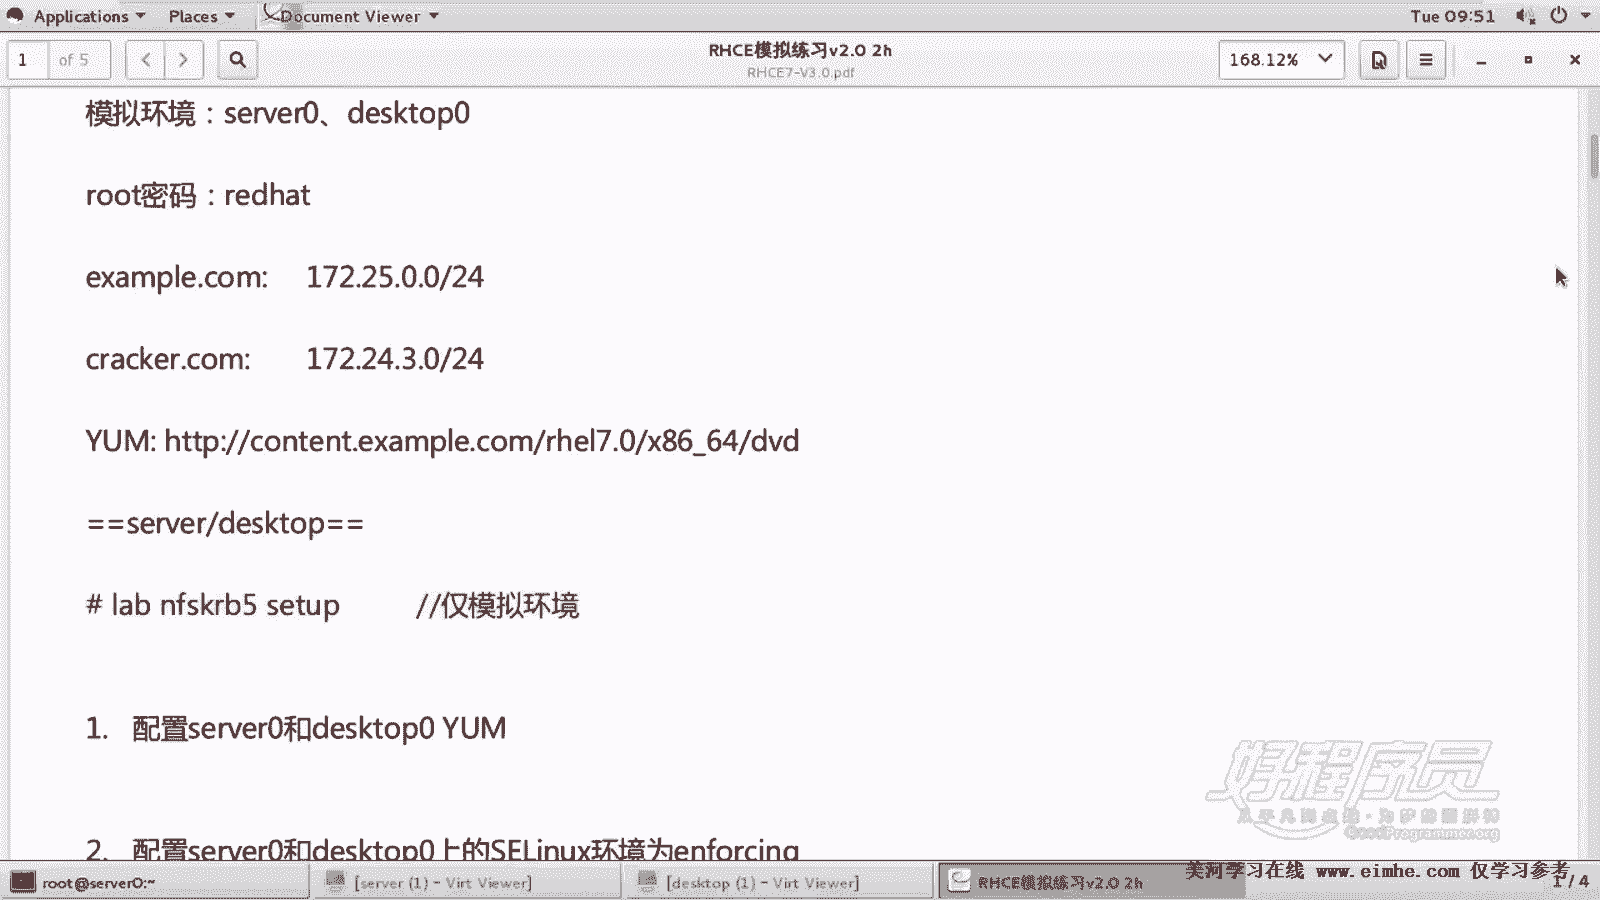 Applications Places Document Viewer Tue 09:51
1 of 5 RHCE模拟练习v2.0 2h 168.12%
RHCE7-V3.0.pdf
模拟环境：server0、desktop0
root密码：redhat
example.com: 172.25.0.0/24
cracker.com: 172.24.3.0/24
YUM: http://content.example.com/rhel7.0/x86_64/dvd
==server/desktop==
# lab nfskrb5 setup //仅模拟环境
1. 配置server0和desktop0 YUM
2. 配置server0和desktop0上的SELinux环境为enforcing
好程序员
GoodProgrammer.org
美河学习在线 www.eimhe.com 仅学习参考
root@server0:~ [server (1) - Virt Viewer] [desktop (1) - Virt Viewer] RHCE模拟练习v2.0 2h 1 / 4